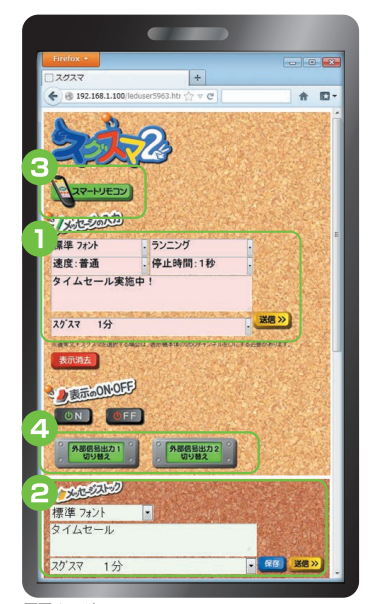 Firefox
スグスマ
+
192.168.1.100/leduser5963.htm
スグスマ2
3
スマートリモコン
メッセージの入力
1
標準 フォント
ランニング
速度:普通
停止時間:1秒
タイムセール実施中!
スグスマ 1分
送信 >>
表示消去
表示のON・OFF
ON
OFF
4
外部信号出力1
切り替え
外部信号出力2
切り替え
2
メッセージストック
標準 フォント
タイムセール
スグスマ 1分
保存
送信 >>